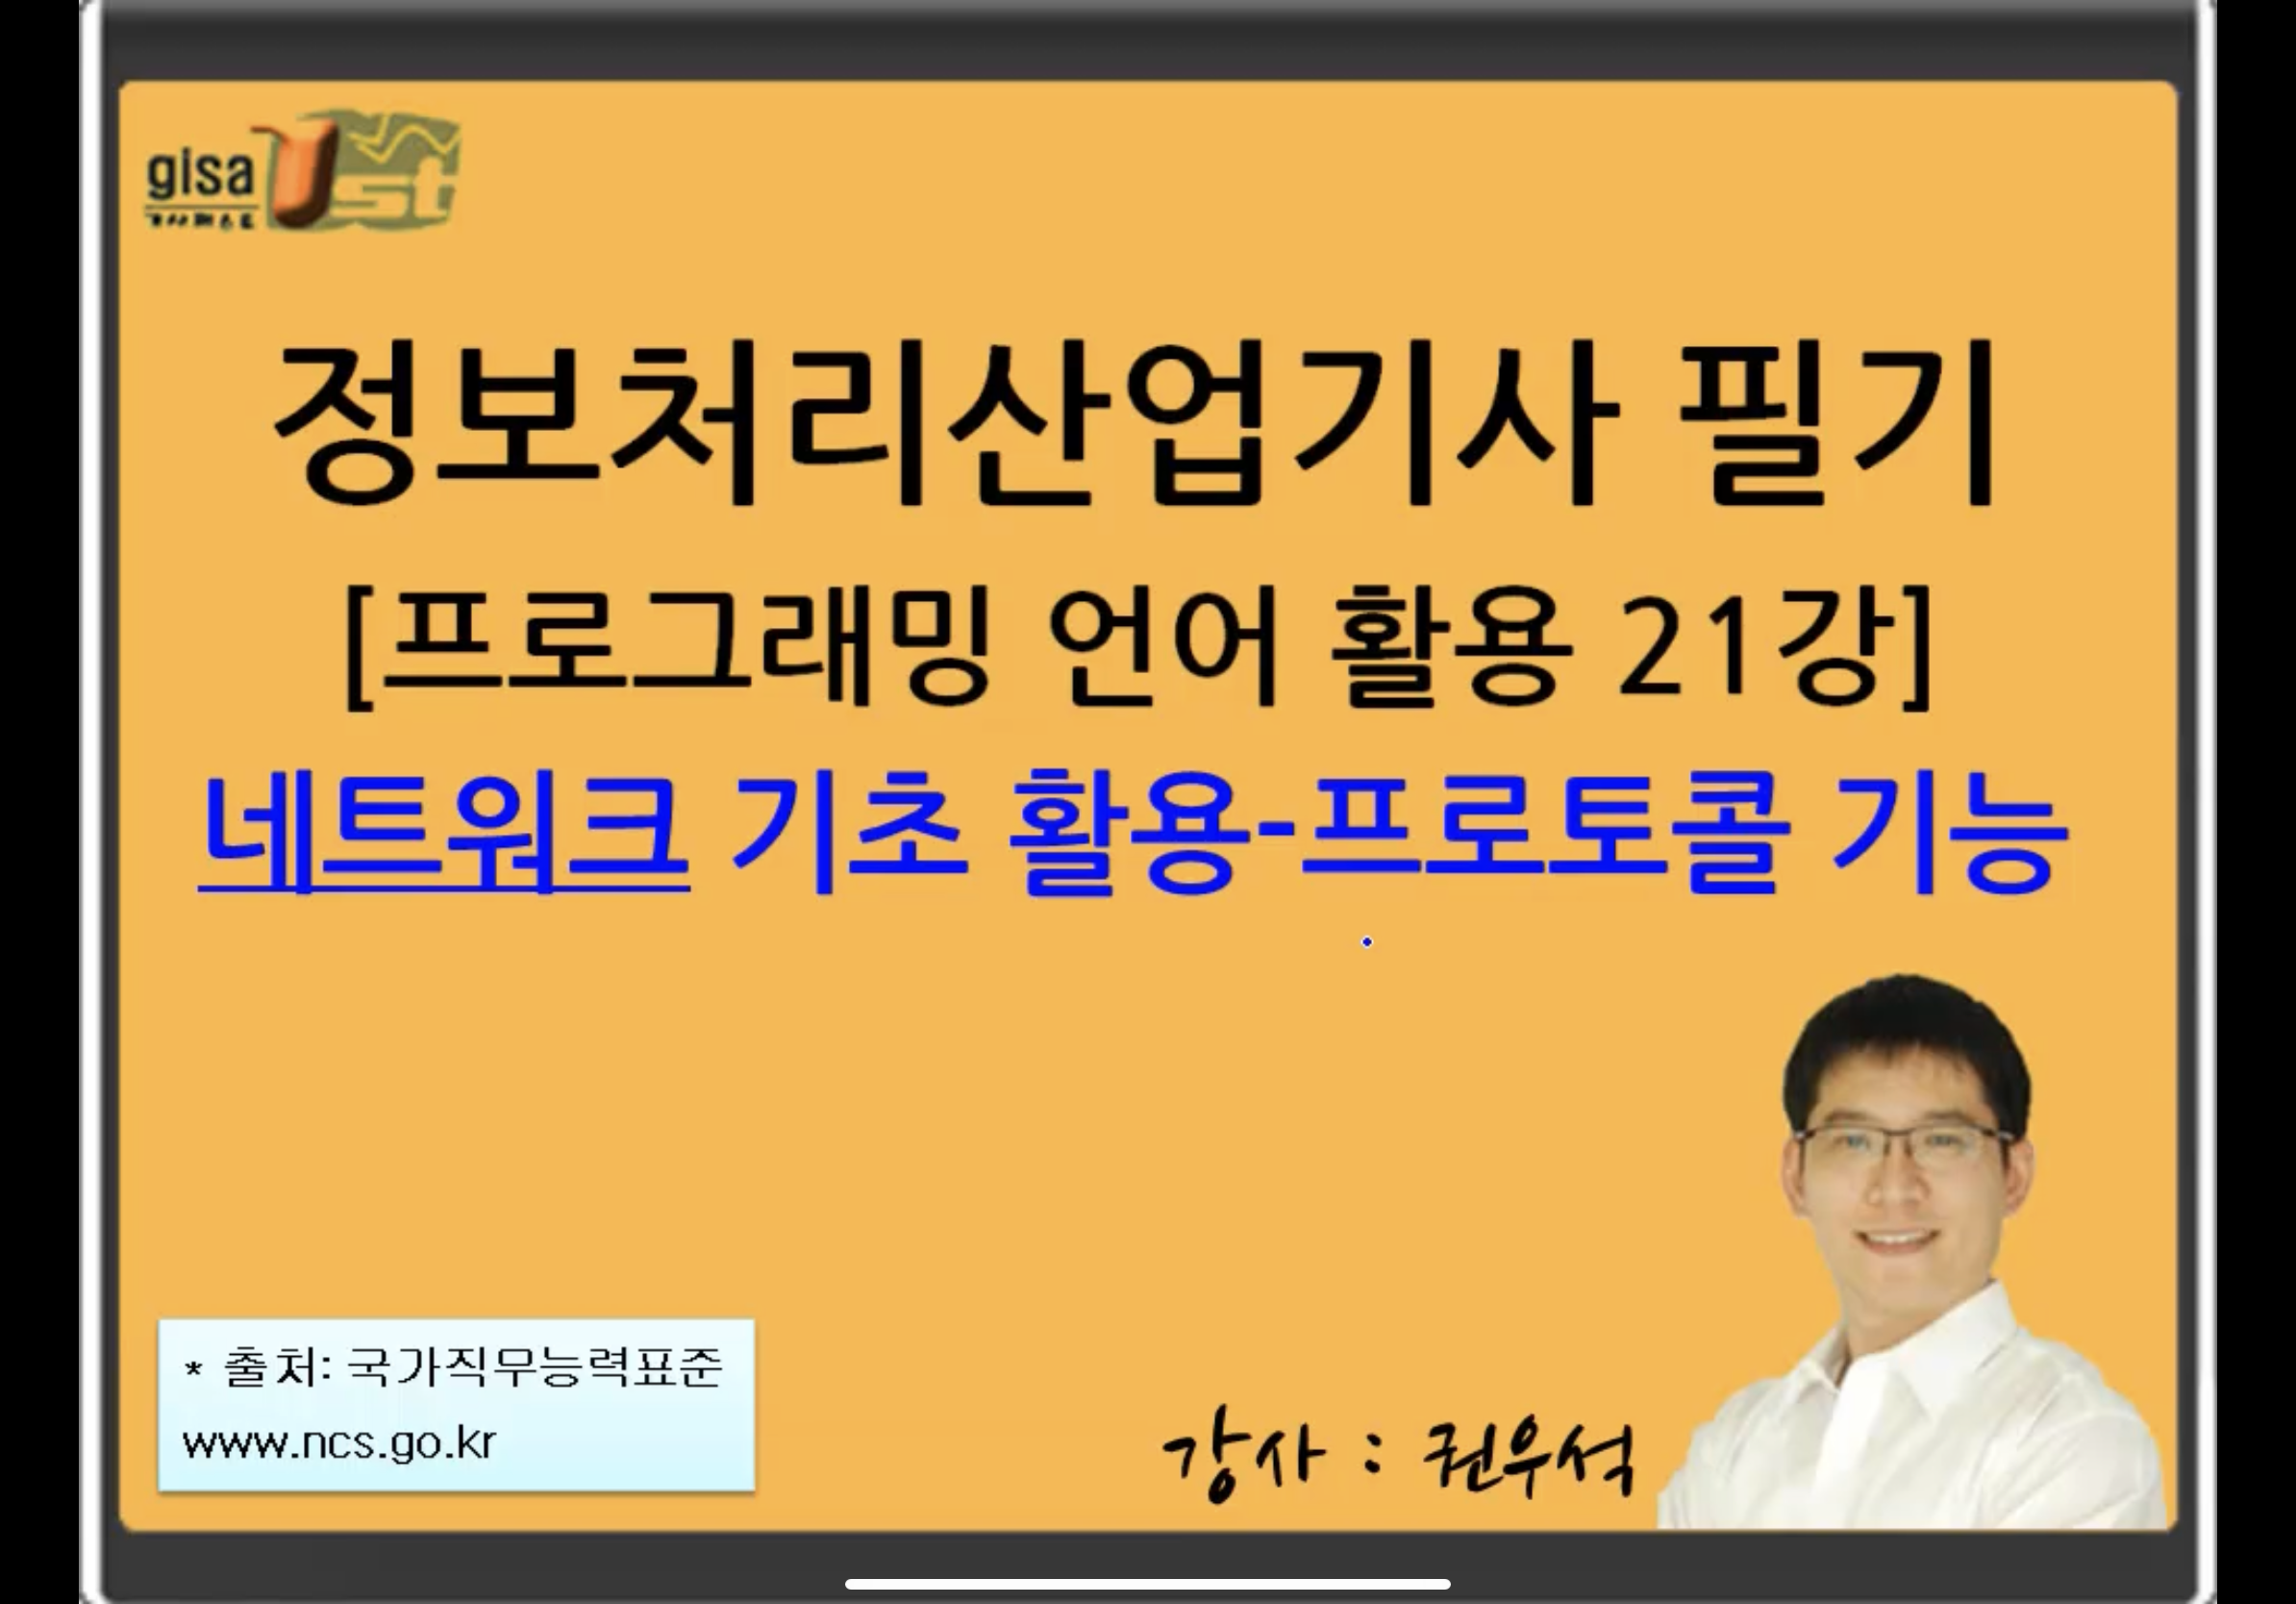 gisa
st
정보처리산업기사 필기
[프로그래밍 언어 활용 21강]
네트워크 기초 활용-프로토콜 기능
* 출처: 국가직무능력표준
www.ncs.go.kr
강사 : 권우석